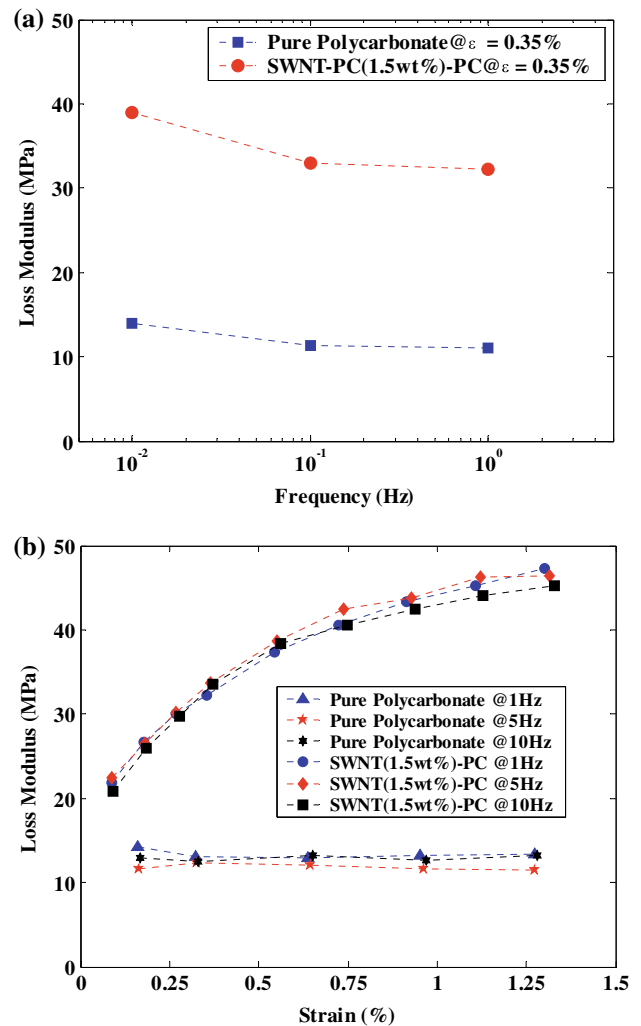 (a)
50
40
30
20
10
0
Loss Modulus (MPa)
Pure Polycarbonate@ε = 0.35%
SWNT-PC(1.5wt%)-PC@ε = 0.35%
10⁻² 10⁻¹ 10⁰
Frequency (Hz)
(b)
50
40
30
20
10
0
Loss Modulus (MPa)
Pure Polycarbonate @1Hz
Pure Polycarbonate @5Hz
Pure Polycarbonate @10Hz
SWNT(1.5wt%)-PC @1Hz
SWNT(1.5wt%)-PC @5Hz
SWNT(1.5wt%)-PC @10Hz
0 0.25 0.5 0.75 1 1.25 1.5
Strain (%)